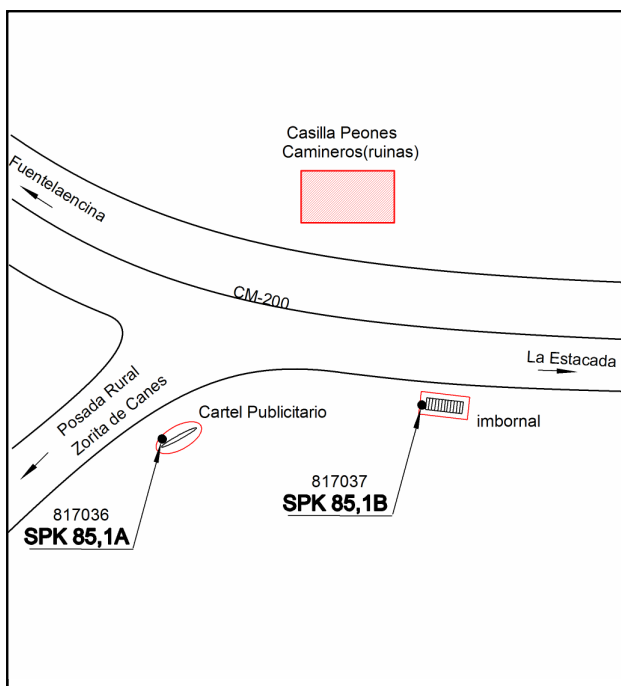 Casilla Peones
Camineros(ruinas)
Fuentelaencina
CM-200
La Estacada
Posada Rural
Zorita de Canes
Cartel Publicitario
imbornal
817036
SPK 85,1A
817037
SPK 85,1B